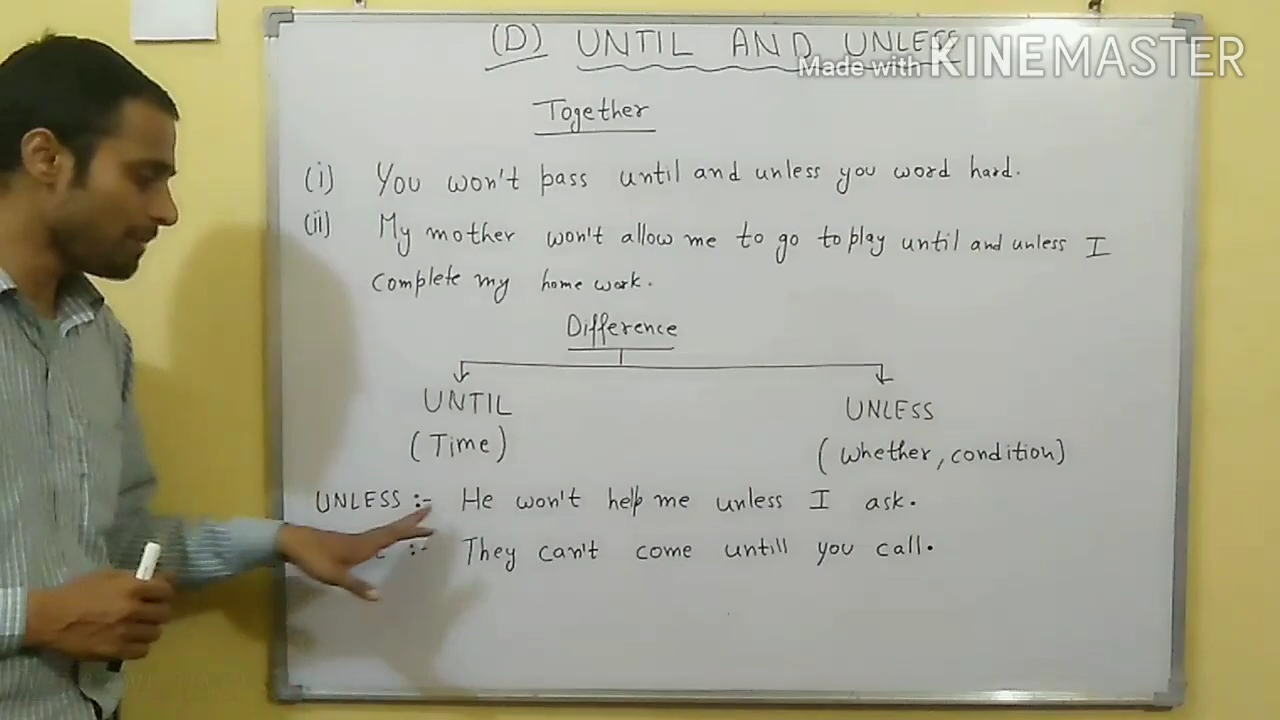 (D) UNTIL AND UNLESS
Made with KINEMASTER
Together
(i) You won't pass until and unless you word hard.
(ii) My mother won't allow me to go to play until and unless I
complete my home work.
Difference
UNTIL UNLESS
(Time) (whether, condition)
UNLESS :- He won't help me unless I ask.
:- They can't come untill you call.